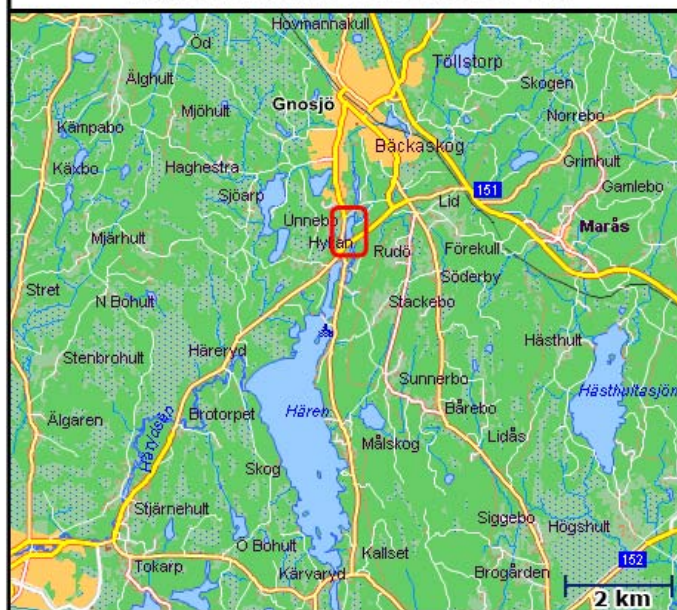 Hovmannakull
Öd
Töllstorp
Älghult
Skogen
Mjöhult
Gnosjö
Norrebo
Kämpabo
Bäckaskog
Haghestra
Grimhult
Käxbo
Sjöarp
Gamlebo
151
Lid
Unnebo
Marås
Mjärhult
Hyltan
Rudö
Förekull
Söderby
Stret
N Bohult
Stackebo
Stenbrohult
Häreryd
Hästhult
Sunnerbo
Hästhultasjön
Brotorpet
Hären
Bårebo
Älgaren
Härydsån
Målskog
Lidås
Skog
Stjärnehult
Siggebo
Högshult
Ö Bohult
Kallset
152
Tokarp
Kärvaryd
Brogården
2 km